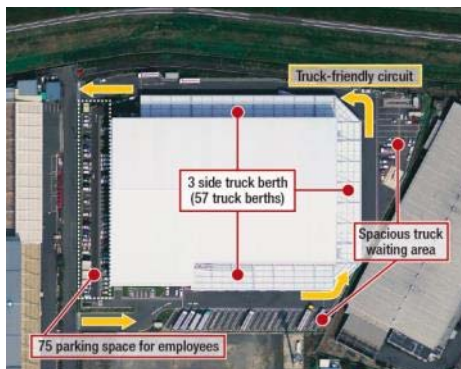 Truck-friendly circuit
3 side truck berth
(57 truck berths)
Spacious truck
waiting area
75 parking space for employees